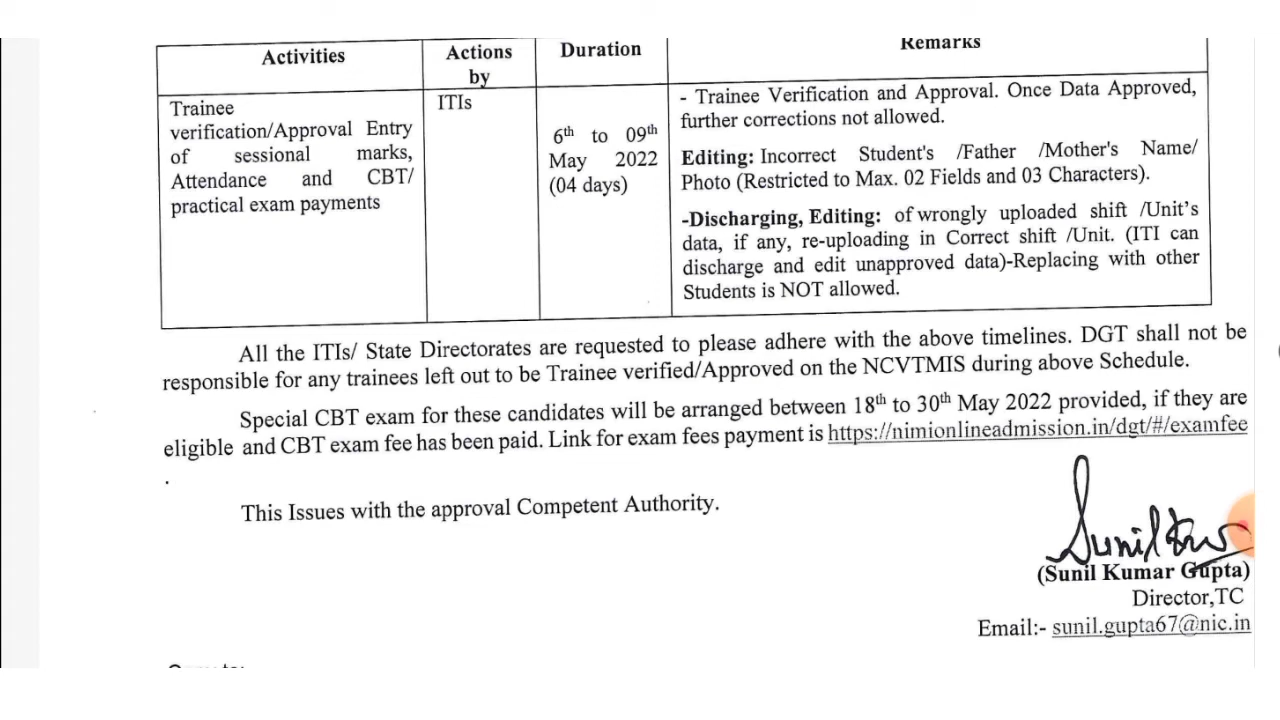 Activities
Actions by
Duration
Remarks
Trainee
verification/Approval Entry
of sessional marks,
Attendance and CBT/
practical exam payments
ITIs
6th to 09th
May 2022
(04 days)
- Trainee Verification and Approval. Once Data Approved,
further corrections not allowed.
Editing: Incorrect Student's /Father /Mother's Name/
Photo (Restricted to Max. 02 Fields and 03 Characters).
-Discharging, Editing: of wrongly uploaded shift /Unit's
data, if any, re-uploading in Correct shift /Unit. (ITI can
discharge and edit unapproved data)-Replacing with other
Students is NOT allowed.
All the ITIs/ State Directorates are requested to please adhere with the above timelines. DGT shall not be
responsible for any trainees left out to be Trainee verified/Approved on the NCVTMIS during above Schedule.
Special CBT exam for these candidates will be arranged between 18th to 30th May 2022 provided, if they are
eligible and CBT exam fee has been paid. Link for exam fees payment is https://nimionlineadmission.in/dgt/#/examfee
.
This Issues with the approval Competent Authority.
(Sunil Kumar Gupta)
Director,TC
Email:- sunil.gupta67@nic.in